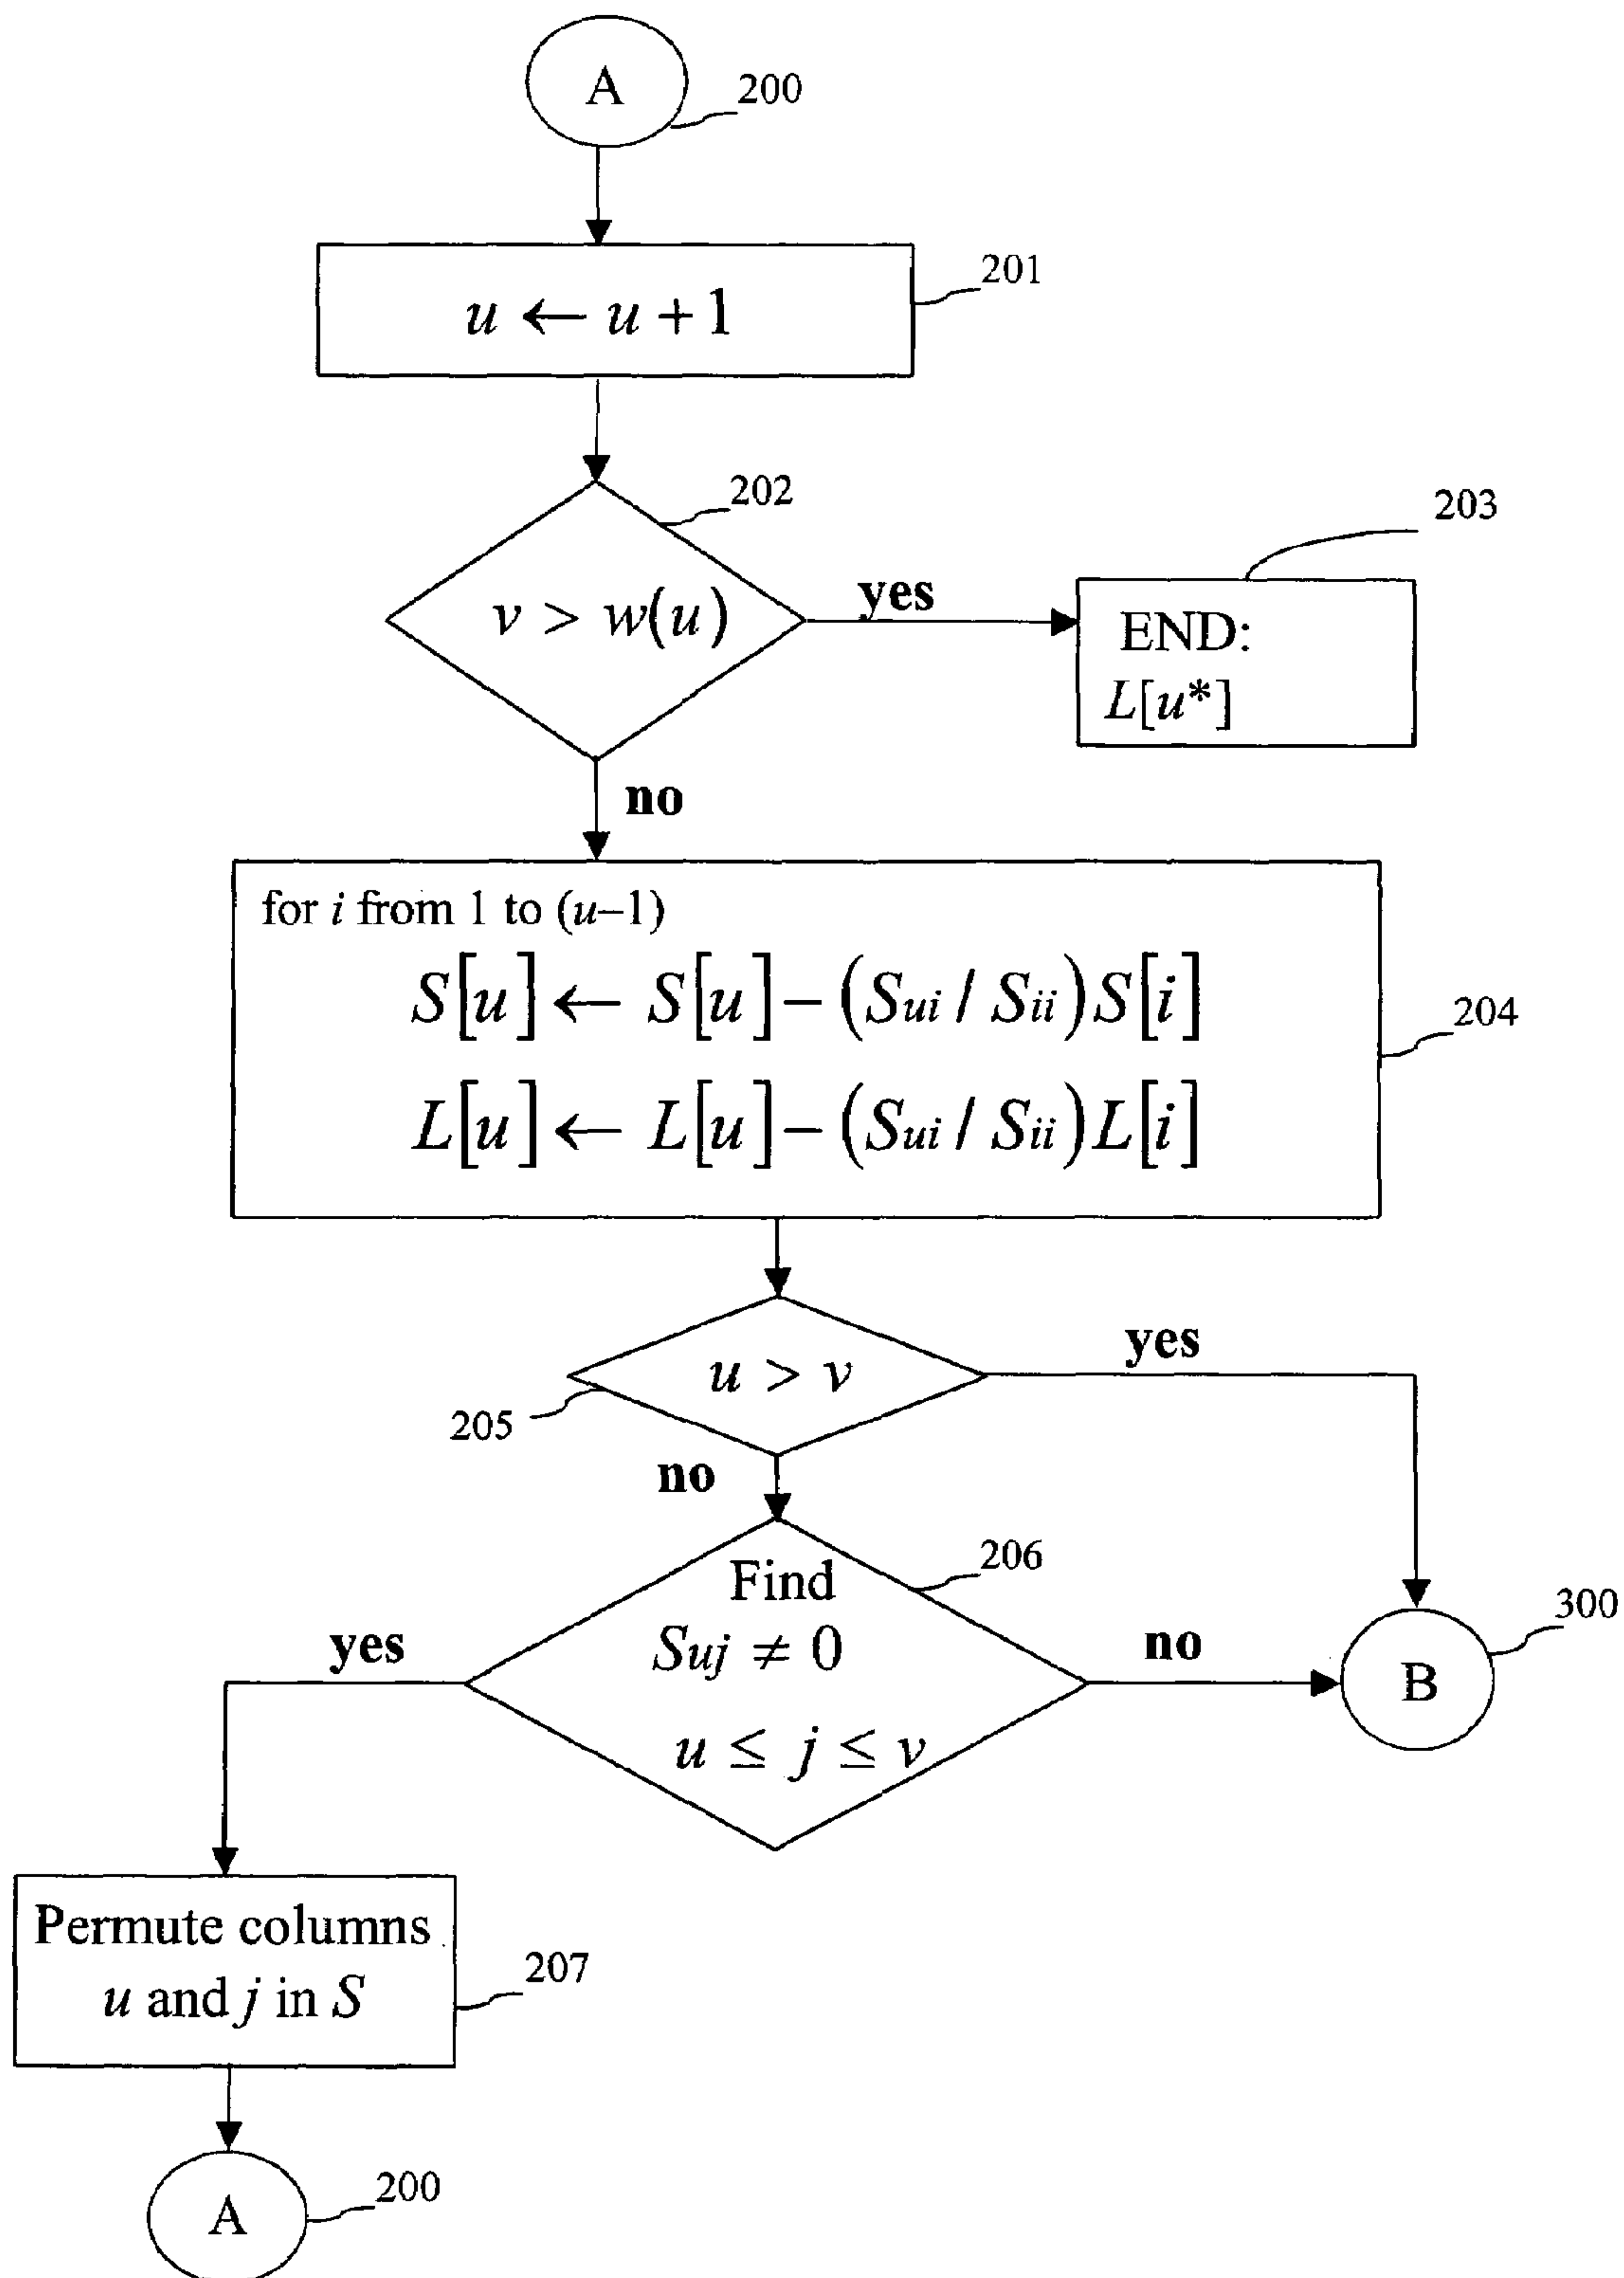 A
200
u ← u + 1
201
202
v > w(u)
yes
203
END:
L[u*]
no
for i from 1 to (u–1)
S[u] ← S[u] – (Sui / Sii)S[i]
L[u] ← L[u] – (Sui / Sii)L[i]
204
u > v
yes
205
no
Find
Suj ≠ 0
u ≤ j ≤ v
206
yes
no
B
300
Permute columns
u and j in S
207
A
200